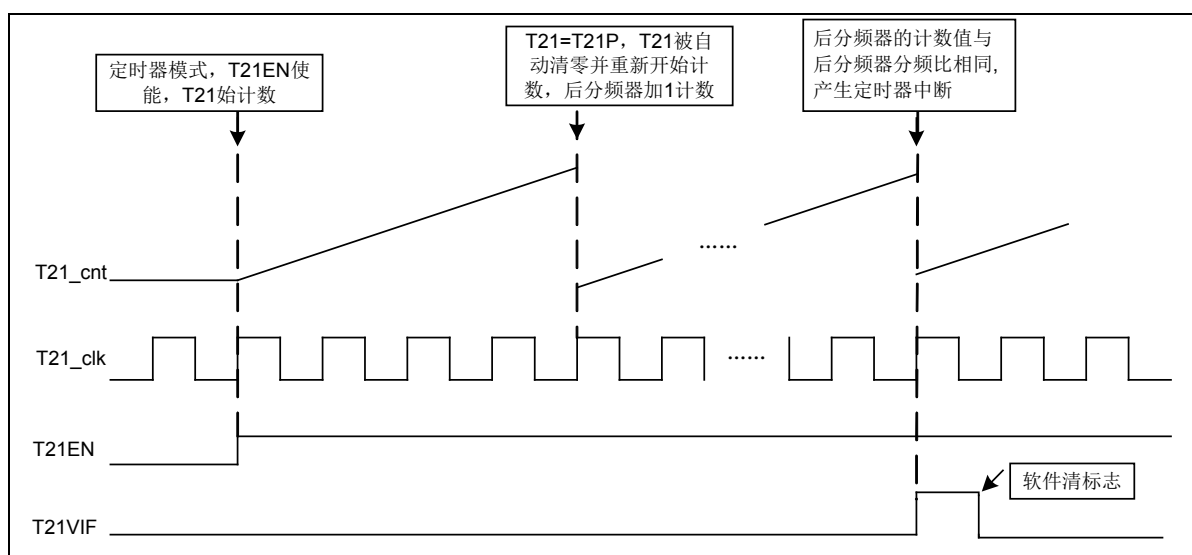 定时器模式，T21EN使
能，T21始计数
T21=T21P，T21被自
动清零并重新开始计
数，后分频器加1计数
后分频器的计数值与
后分频器分频比相同,
产生定时器中断
......
T21_cnt
T21_clk
......
T21EN
软件清标志
T21VIF